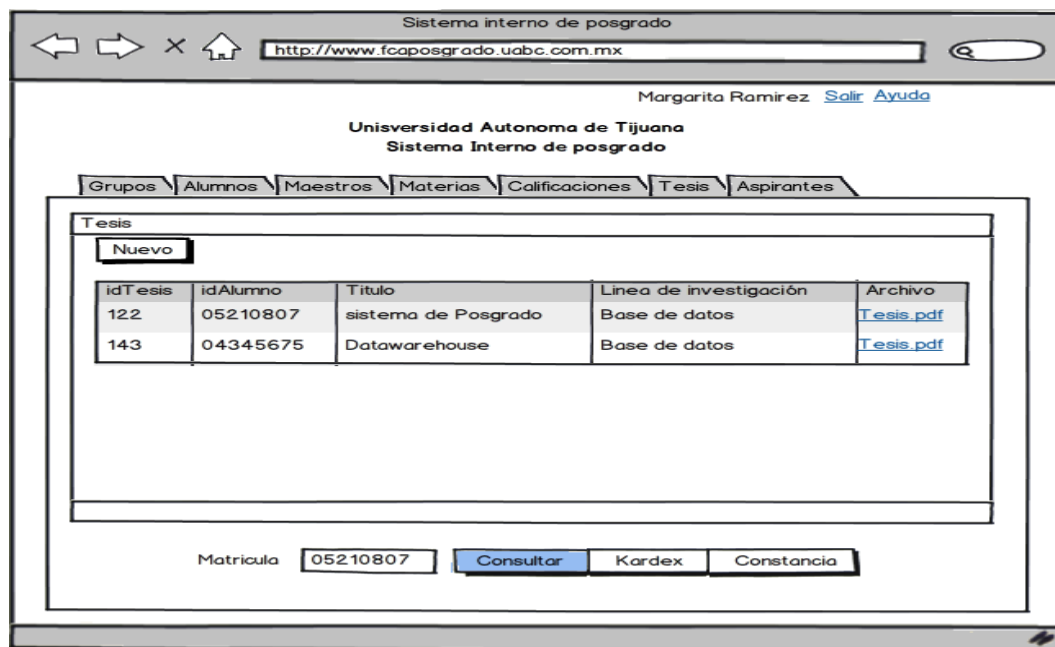 Sistema interno de posgrado
http://www.fcaposgrado.uabc.com.mx
Margarita Ramirez Salir Ayuda
Unisversidad Autonoma de Tijuana
Sistema Interno de posgrado
Grupos Alumnos Maestros Materias Calificaciones Tesis Aspirantes
Tesis
Nuevo
idTesis idAlumno Titulo Linea de investigación Archivo
122 05210807 sistema de Posgrado Base de datos Tesis.pdf
143 04345675 Datawarehouse Base de datos Tesis.pdf
Matricula 05210807 Consultar Kardex Constancia